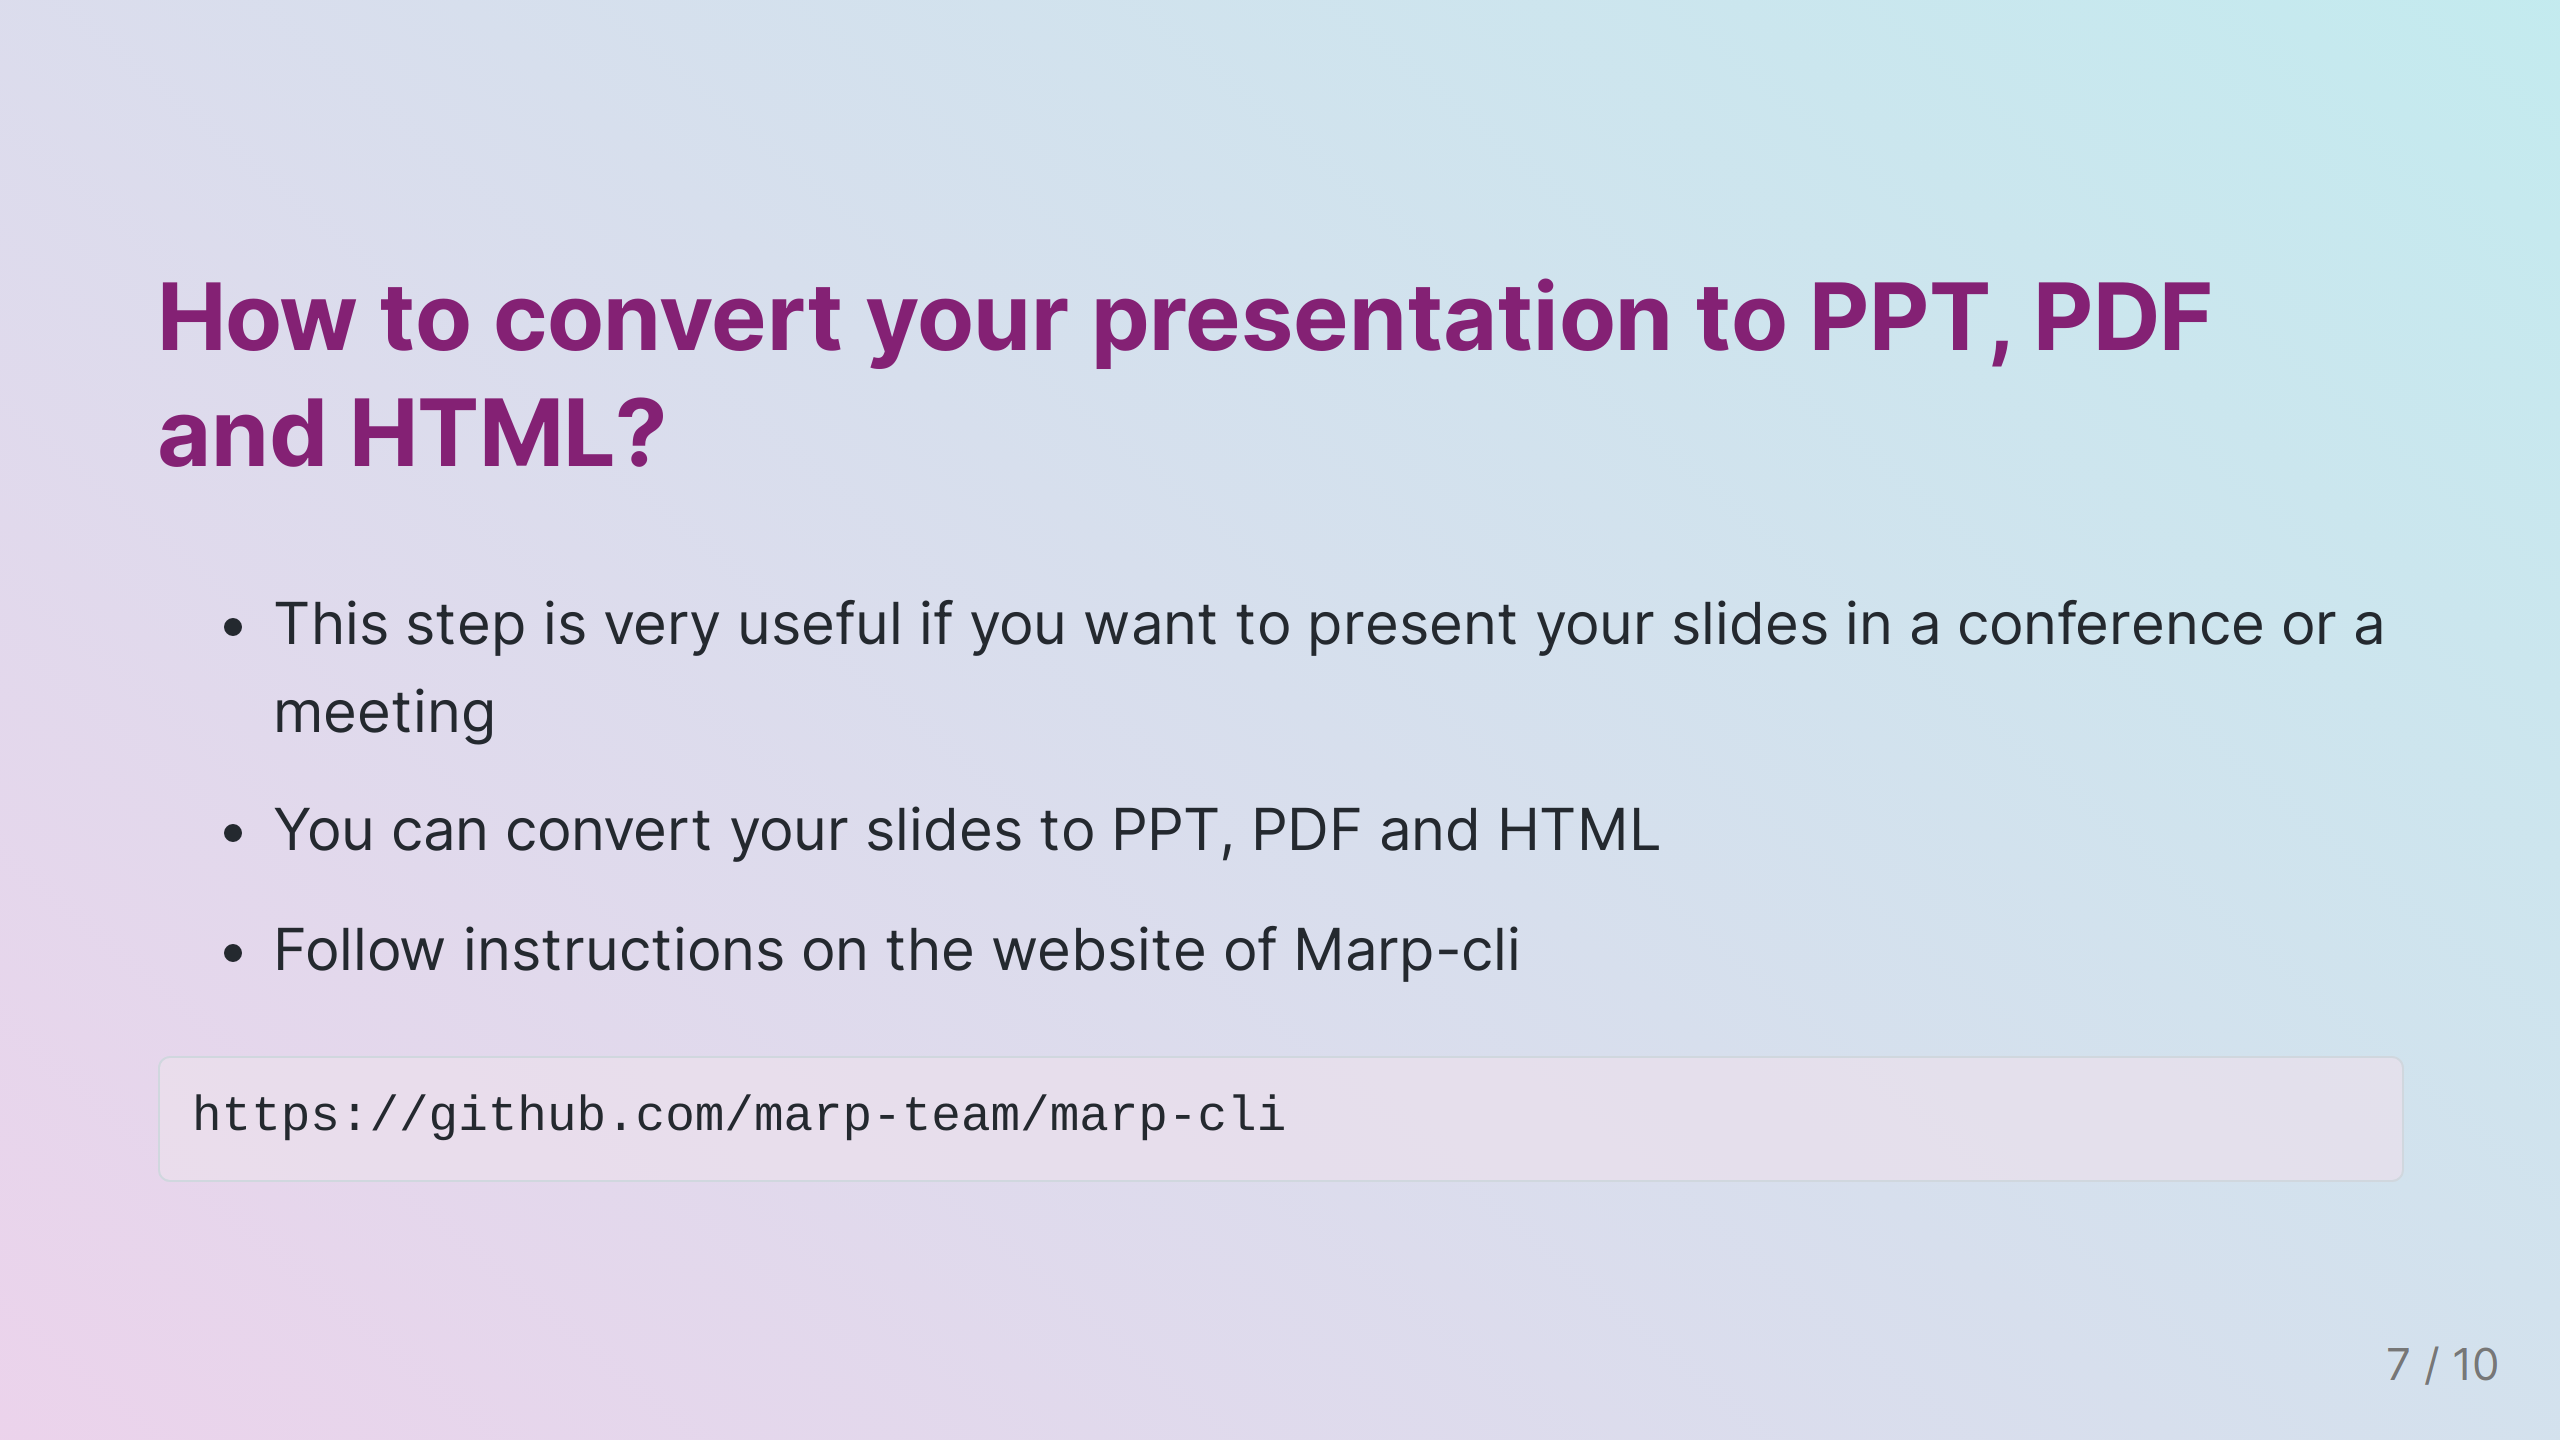 How to convert your presentation to PPT, PDF
and HTML?
• This step is very useful if you want to present your slides in a conference or a
meeting
• You can convert your slides to PPT, PDF and HTML
• Follow instructions on the website of Marp-cli
https://github.com/marp-team/marp-cli
7 / 10